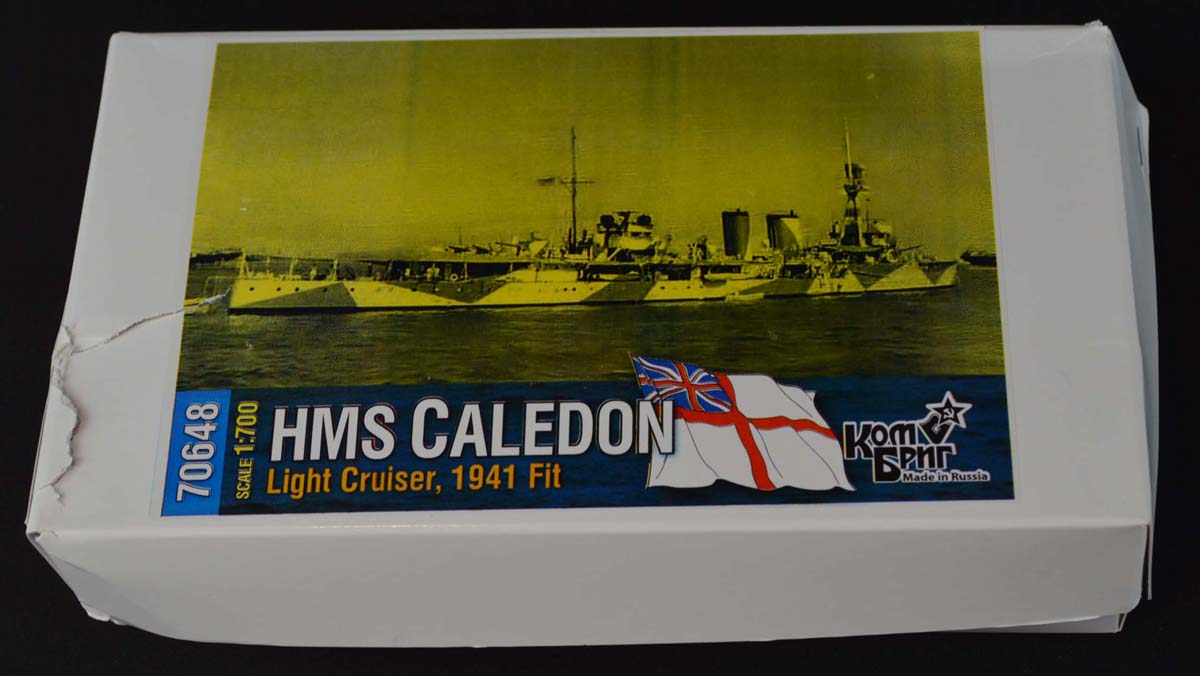 70648
SCALE 1:700
HMS CALEDON
Light Cruiser, 1941 Fit
Ком
Бриг
Made in Russia